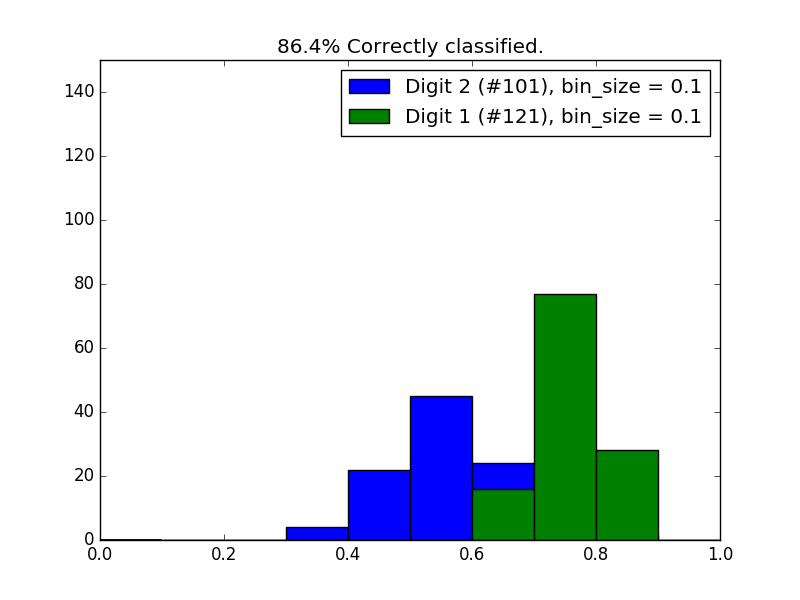 86.4% Correctly classified.
Digit 2 (#101), bin_size = 0.1
Digit 1 (#121), bin_size = 0.1
140
120
100
80
60
40
20
0
0.0 0.2 0.4 0.6 0.8 1.0